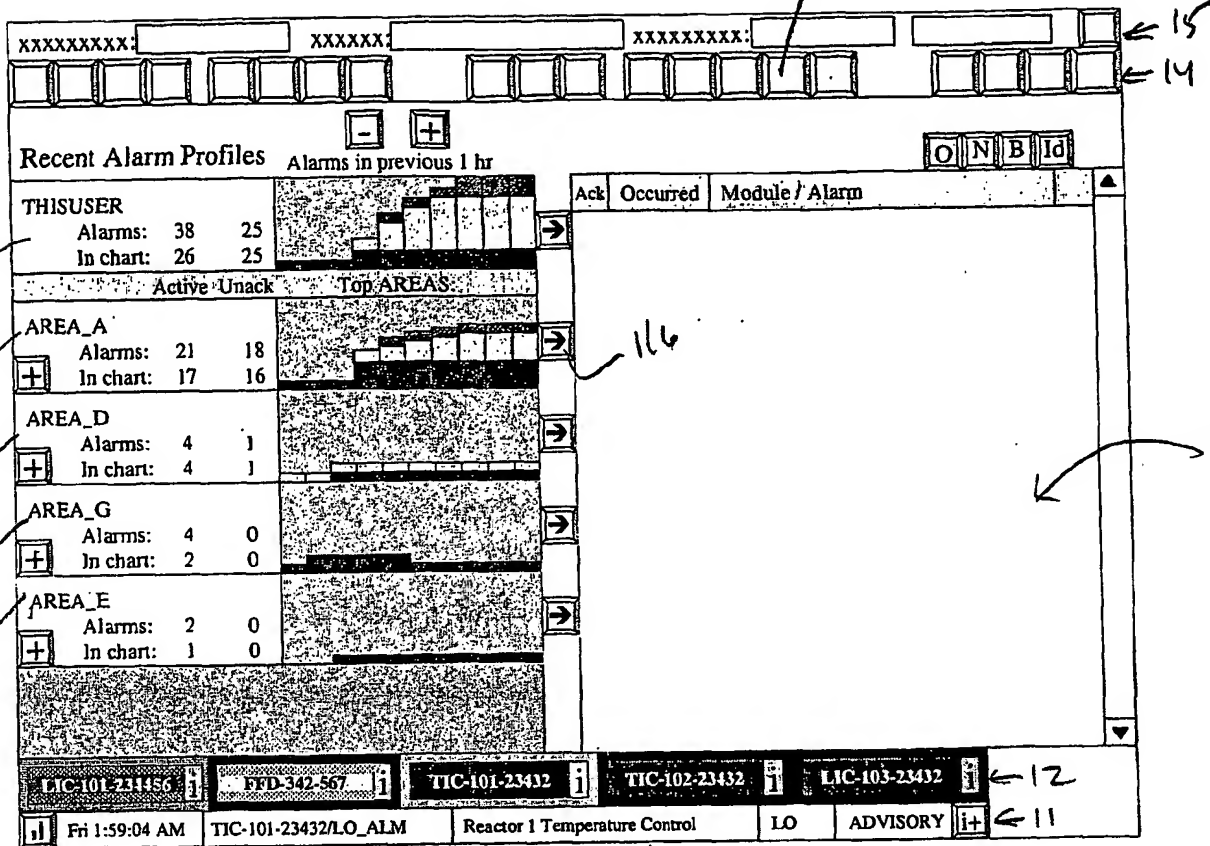 xxxxxxxxx: xxxxxx: xxxxxxxxx: 15
14
- +
Recent Alarm Profiles Alarms in previous 1 hr O N B Id
Ack Occurred Module / Alarm
THISUSER
Alarms: 38 25
In chart: 26 25
Active Unack Top AREAS
AREA_A
Alarms: 21 18
+ In chart: 17 16
116
AREA_D
Alarms: 4 1
+ In chart: 4 1
AREA_G
Alarms: 4 0
+ In chart: 2 0
AREA_E
Alarms: 2 0
+ In chart: 1 0
LIC-101-231456 i FFD-342-567 i TIC-101-23432 i TIC-102-23432 i LIC-103-23432 i 12
Fri 1:59:04 AM TIC-101-23432/LO_ALM Reactor 1 Temperature Control LO ADVISORY i+ 11